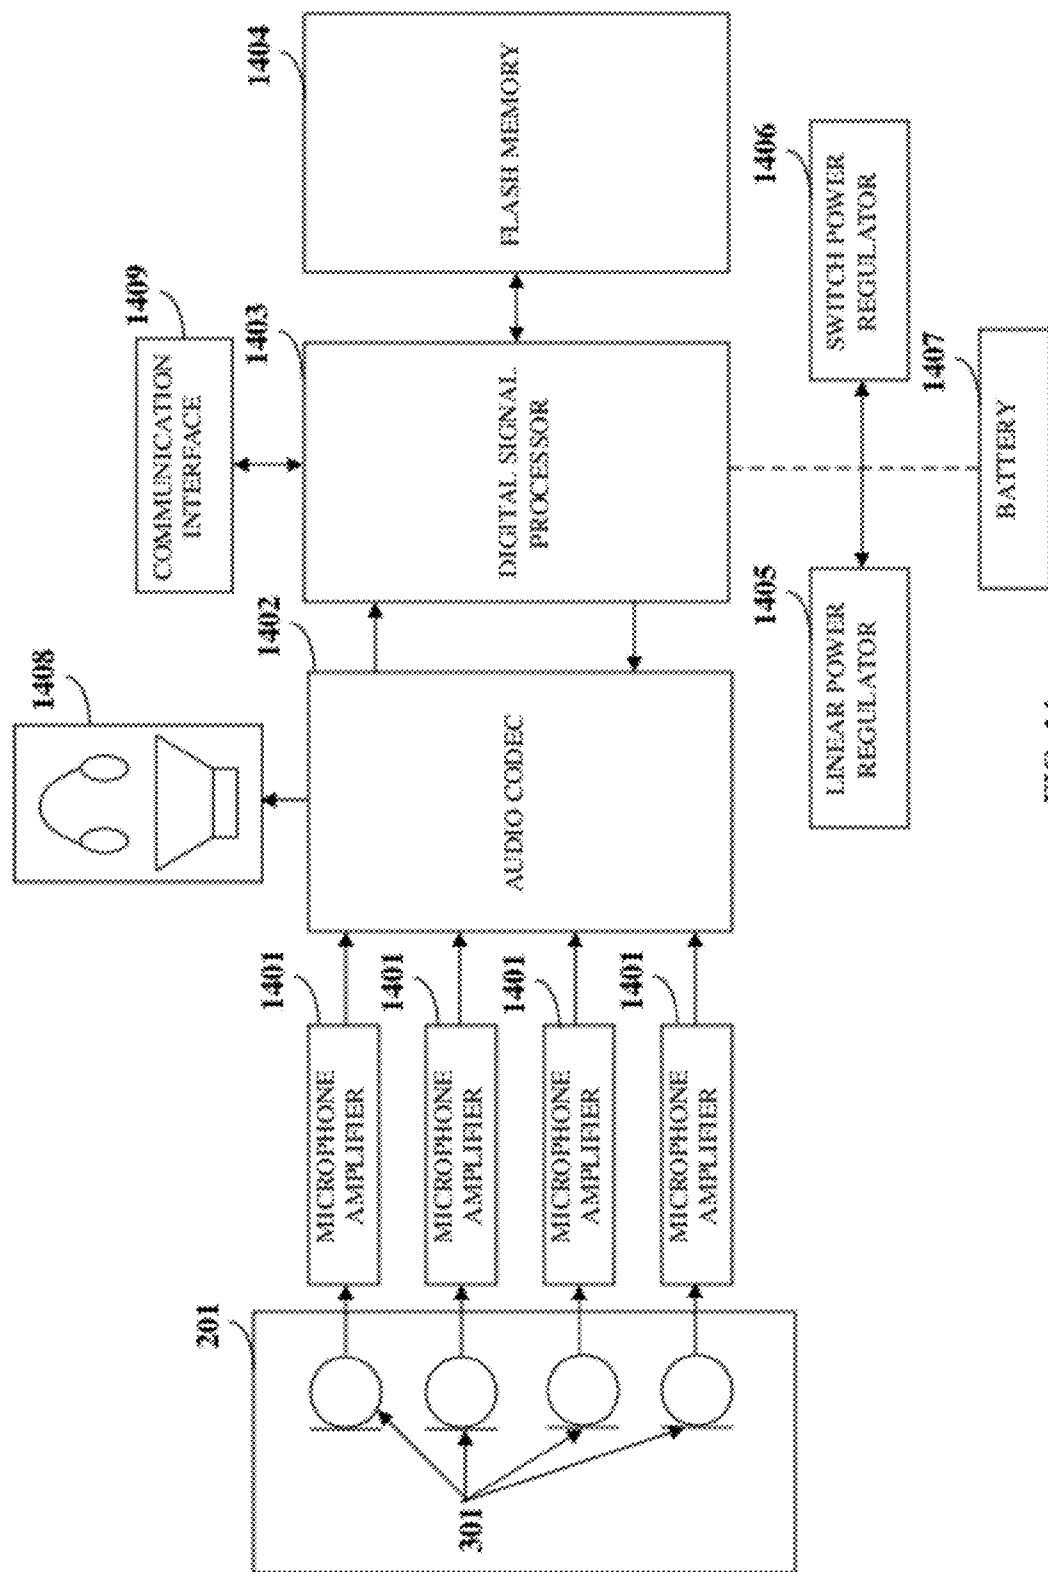 201
301
MICROPHONE
AMPLIFIER
1401
MICROPHONE
AMPLIFIER
1401
MICROPHONE
AMPLIFIER
1401
MICROPHONE
AMPLIFIER
1401
1408
AUDIO CODEC
1402
COMMUNICATION
INTERFACE
1409
DIGITAL SIGNAL
PROCESSOR
1403
FLASH MEMORY
1404
LINEAR POWER
REGULATOR
1405
SWITCH POWER
REGULATOR
1406
BATTERY
1407